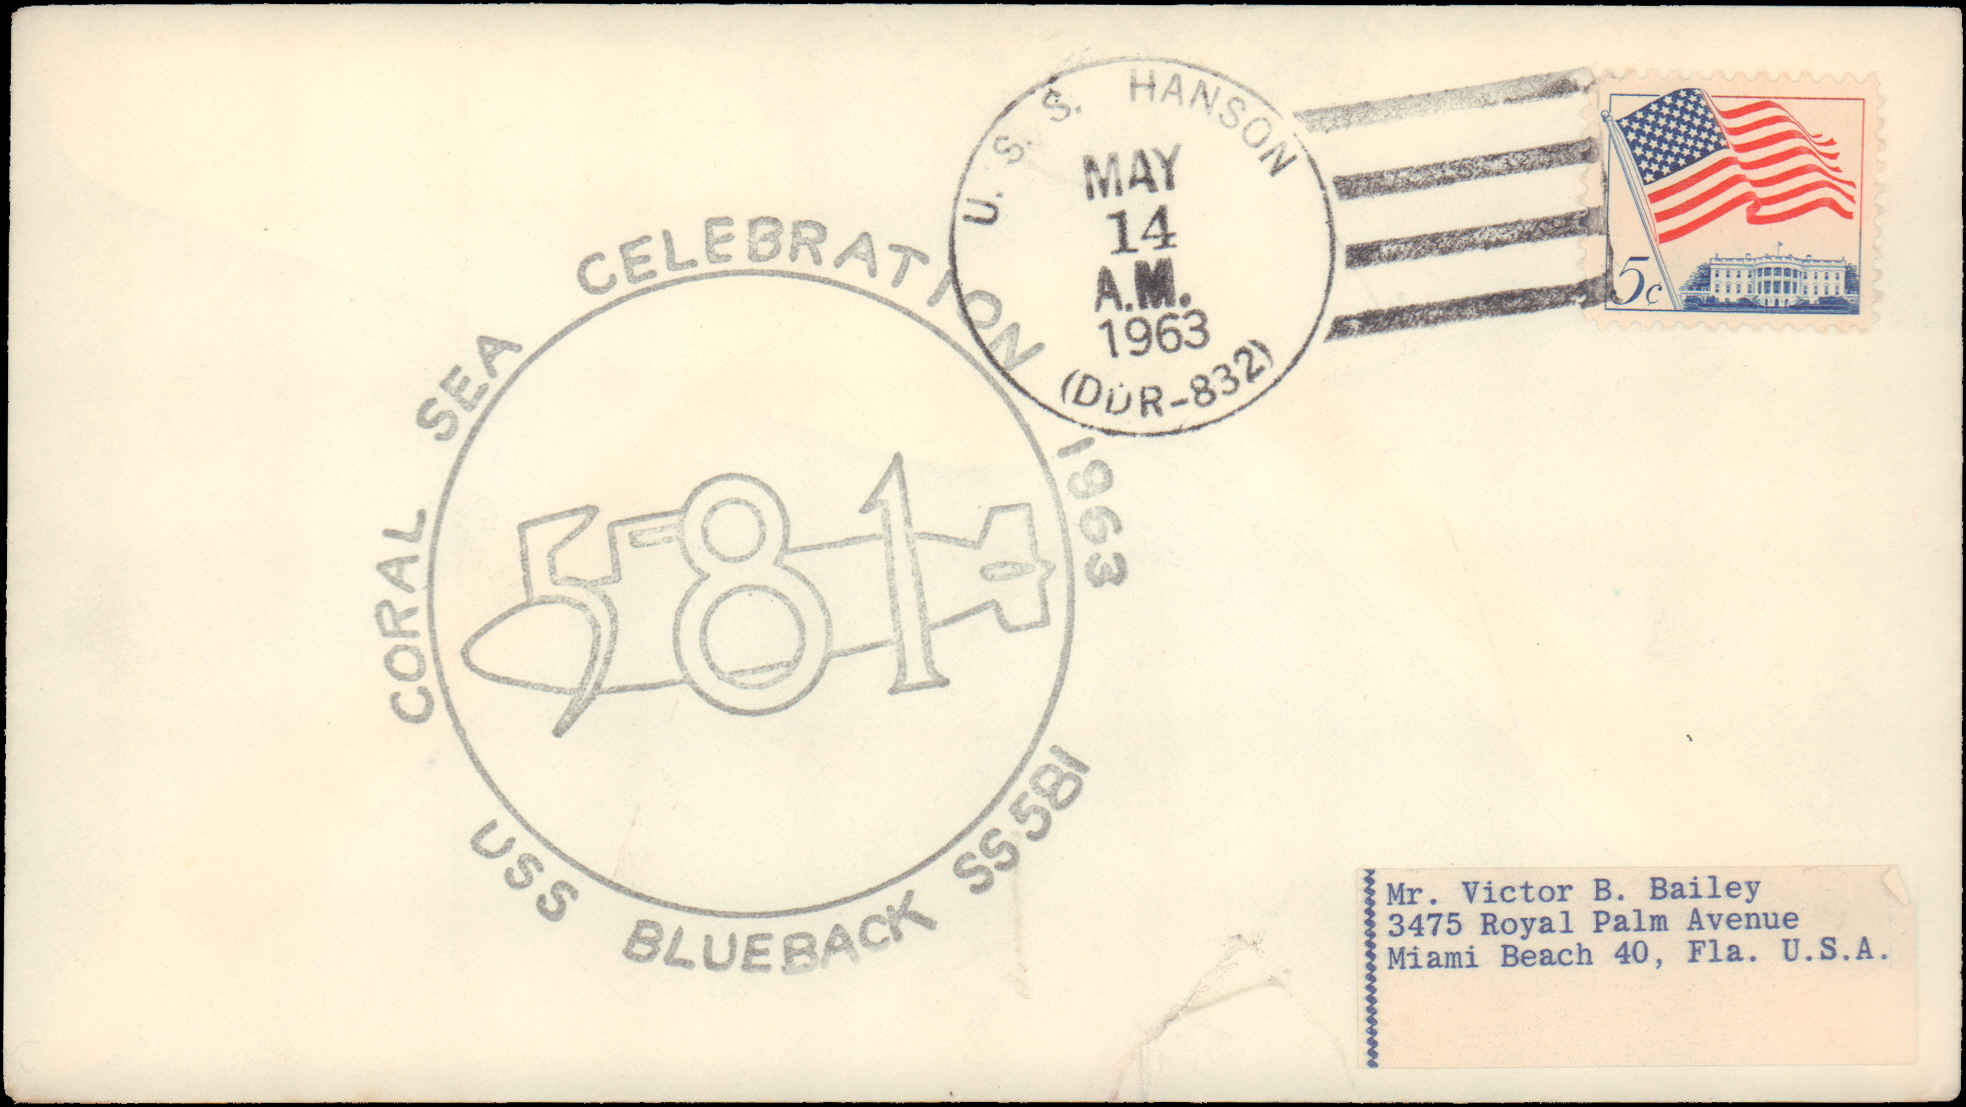 U.S.S. HANSON
MAY
14
A.M.
1963
(DDR-832)
5c
CORAL SEA CELEBRATION 1963
581
USS BLUEBACK SS581
Mr. Victor B. Bailey
3475 Royal Palm Avenue
Miami Beach 40, Fla. U.S.A.